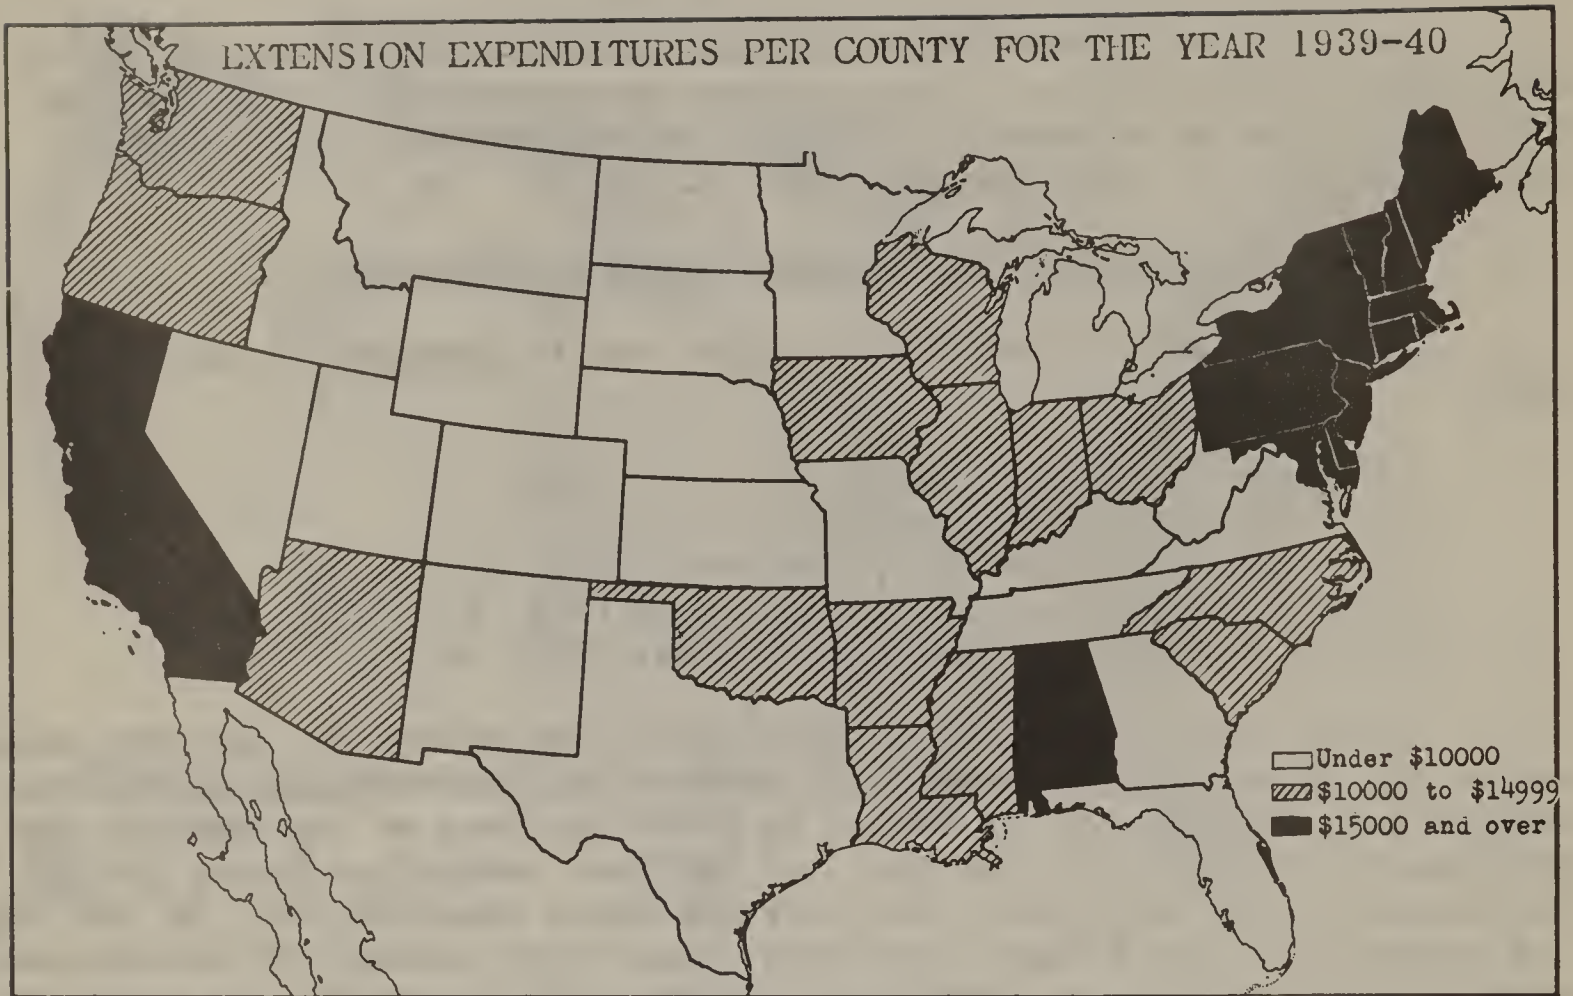 EXTENSION EXPENDITURES PER COUNTY FOR THE YEAR 1939-40
Under $10000
$10000 to $14999
$15000 and over